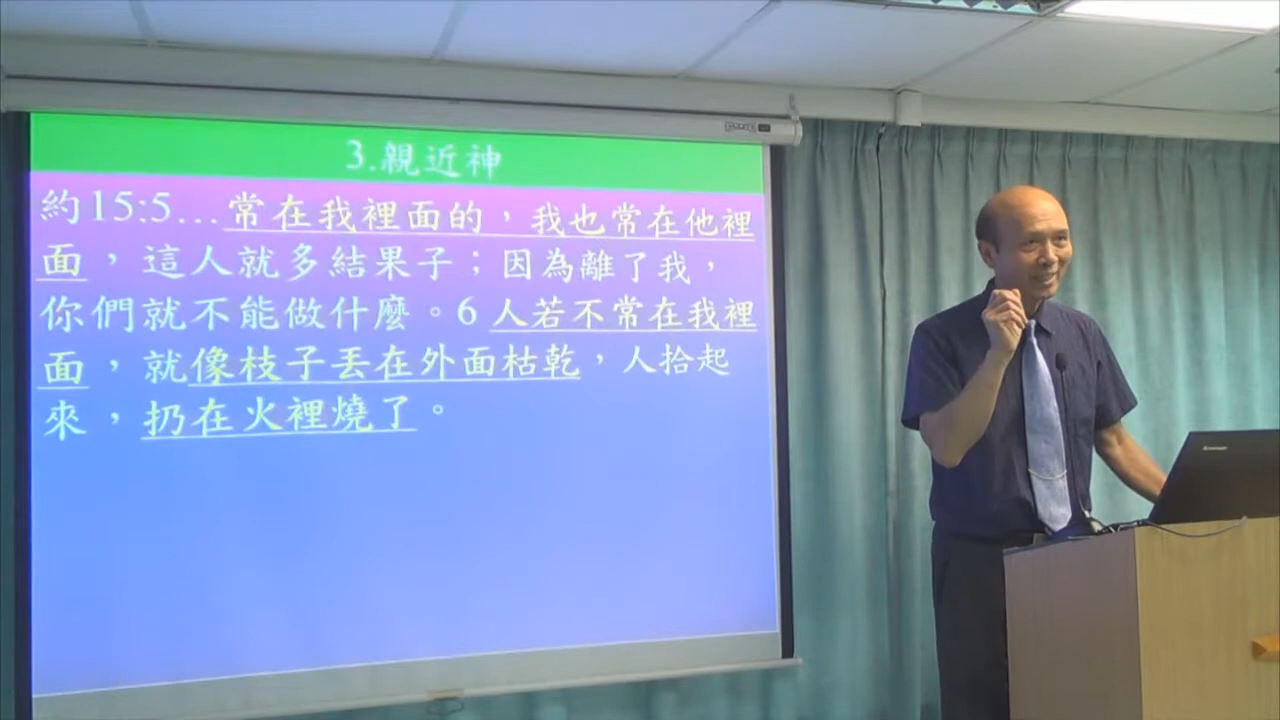 3.親近神
約15:5…常在我裡面的，我也常在他裡
面，這人就多結果子；因為離了我，
你們就不能做什麼。6 人若不常在我裡
面，就像枝子丟在外面枯乾，人拾起
來，扔在火裡燒了。
lenovo